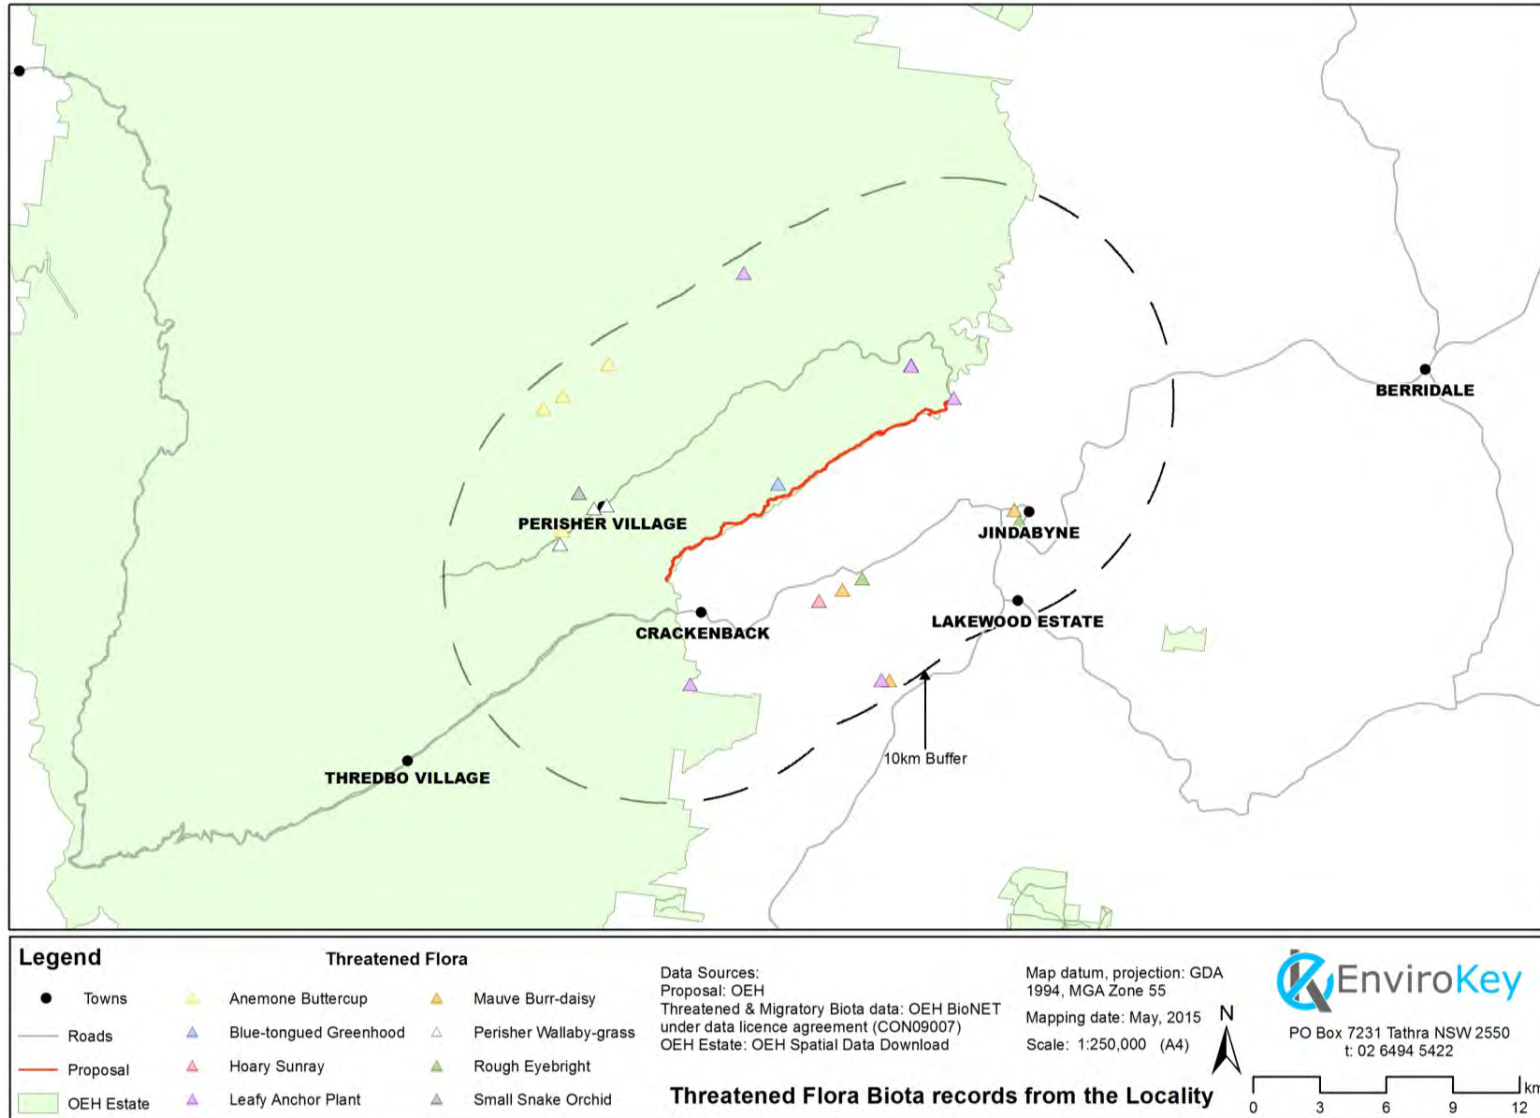 BERRIDALE
PERISHER VILLAGE
JINDABYNE
LAKEWOOD ESTATE
CRACKENBACK
10km Buffer
THREDBO VILLAGE
Legend
Towns
Roads
Proposal
OEH Estate
Threatened Flora
Anemone Buttercup
Blue-tongued Greenhood
Hoary Sunray
Leafy Anchor Plant
Mauve Burr-daisy
Perisher Wallaby-grass
Rough Eyebright
Small Snake Orchid
Data Sources:
Proposal: OEH
Threatened & Migratory Biota data: OEH BioNET
under data licence agreement (CON09007)
OEH Estate: OEH Spatial Data Download
Map datum, projection: GDA
1994, MGA Zone 55
Mapping date: May, 2015
Scale: 1:250,000 (A4)
N
Threatened Flora Biota records from the Locality
EnviroKey
PO Box 7231 Tathra NSW 2550
t: 02 6494 5422
km
0 3 6 9 12